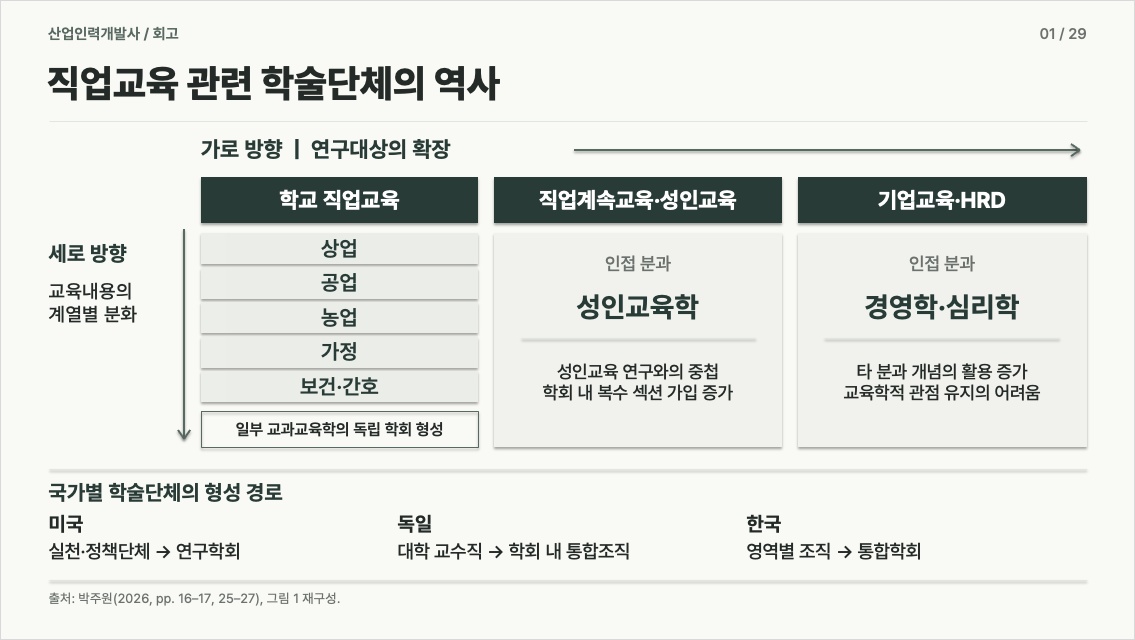 산업인력개발사 / 회고
01 / 29
직업교육 관련 학술단체의 역사
가로 방향 | 연구대상의 확장
학교 직업교육
직업계속교육·성인교육
기업교육·HRD
세로 방향
교육내용의
계열별 분화
상업
공업
농업
가정
보건·간호
일부 교과교육학의 독립 학회 형성
인접 분과
성인교육학
성인교육 연구와의 중첩
학회 내 복수 섹션 가입 증가
인접 분과
경영학·심리학
타 분과 개념의 활용 증가
교육학적 관점 유지의 어려움
국가별 학술단체의 형성 경로
미국
실천·정책단체 → 연구학회
독일
대학 교수직 → 학회 내 통합조직
한국
영역별 조직 → 통합학회
출처: 박주원(2026, pp. 16–17, 25–27), 그림 1 재구성.